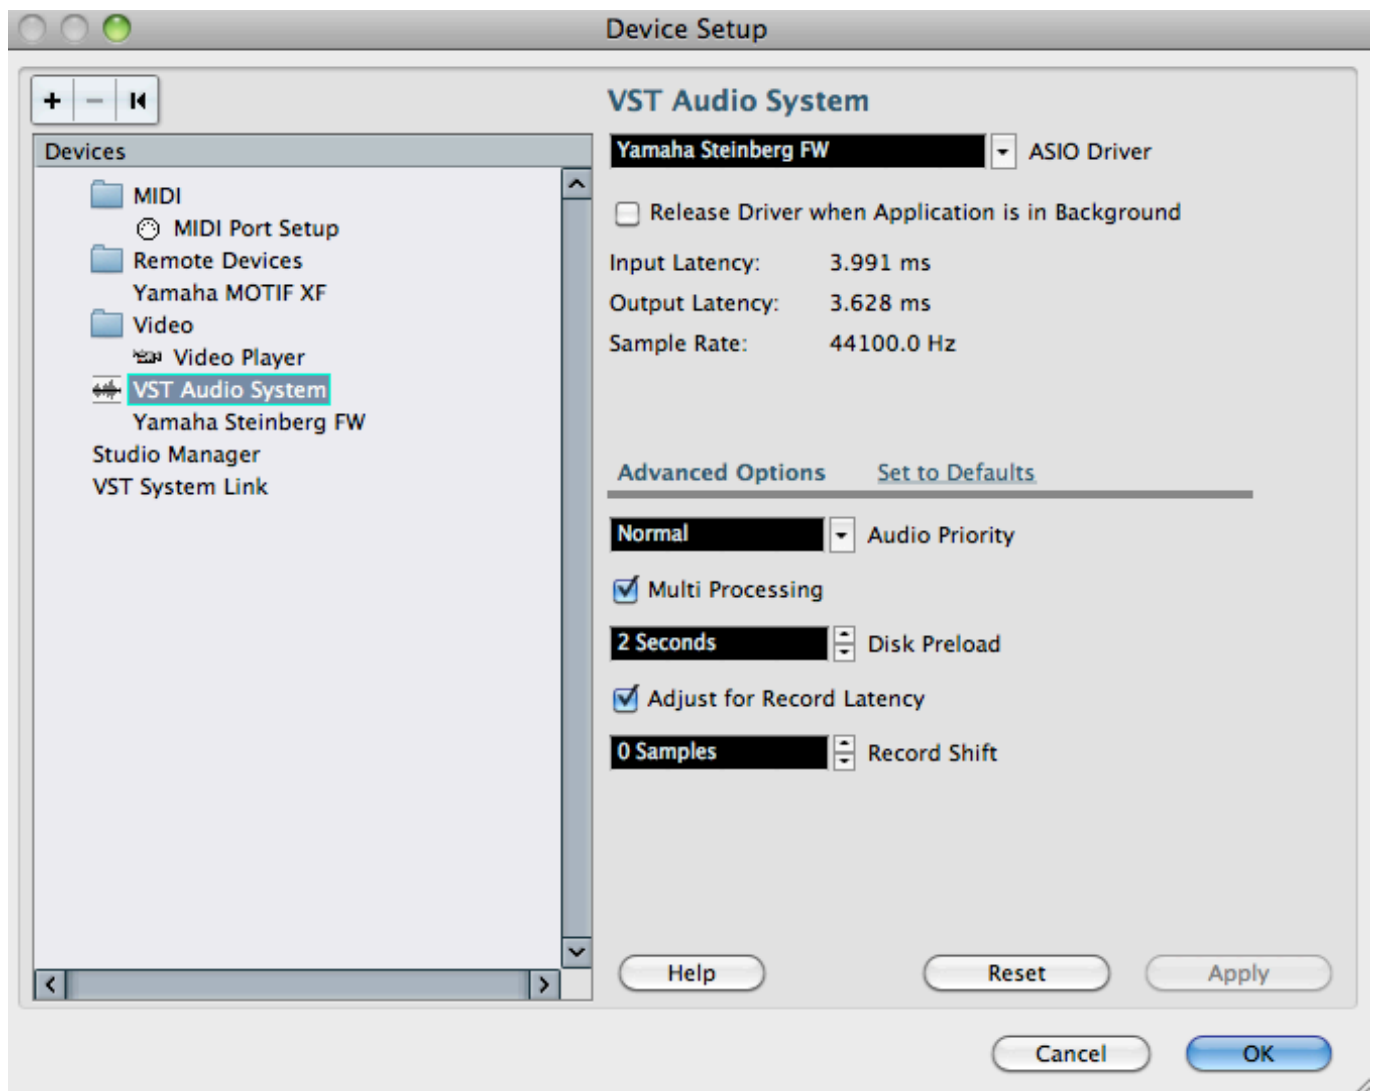 Device Setup
+ −
Devices
MIDI
MIDI Port Setup
Remote Devices
Yamaha MOTIF XF
Video
Video Player
VST Audio System
Yamaha Steinberg FW
Studio Manager
VST System Link
VST Audio System
Yamaha Steinberg FW ASIO Driver
Release Driver when Application is in Background
Input Latency: 3.991 ms
Output Latency: 3.628 ms
Sample Rate: 44100.0 Hz
Advanced Options Set to Defaults
Normal Audio Priority
Multi Processing
2 Seconds Disk Preload
Adjust for Record Latency
0 Samples Record Shift
Help Reset Apply
Cancel OK